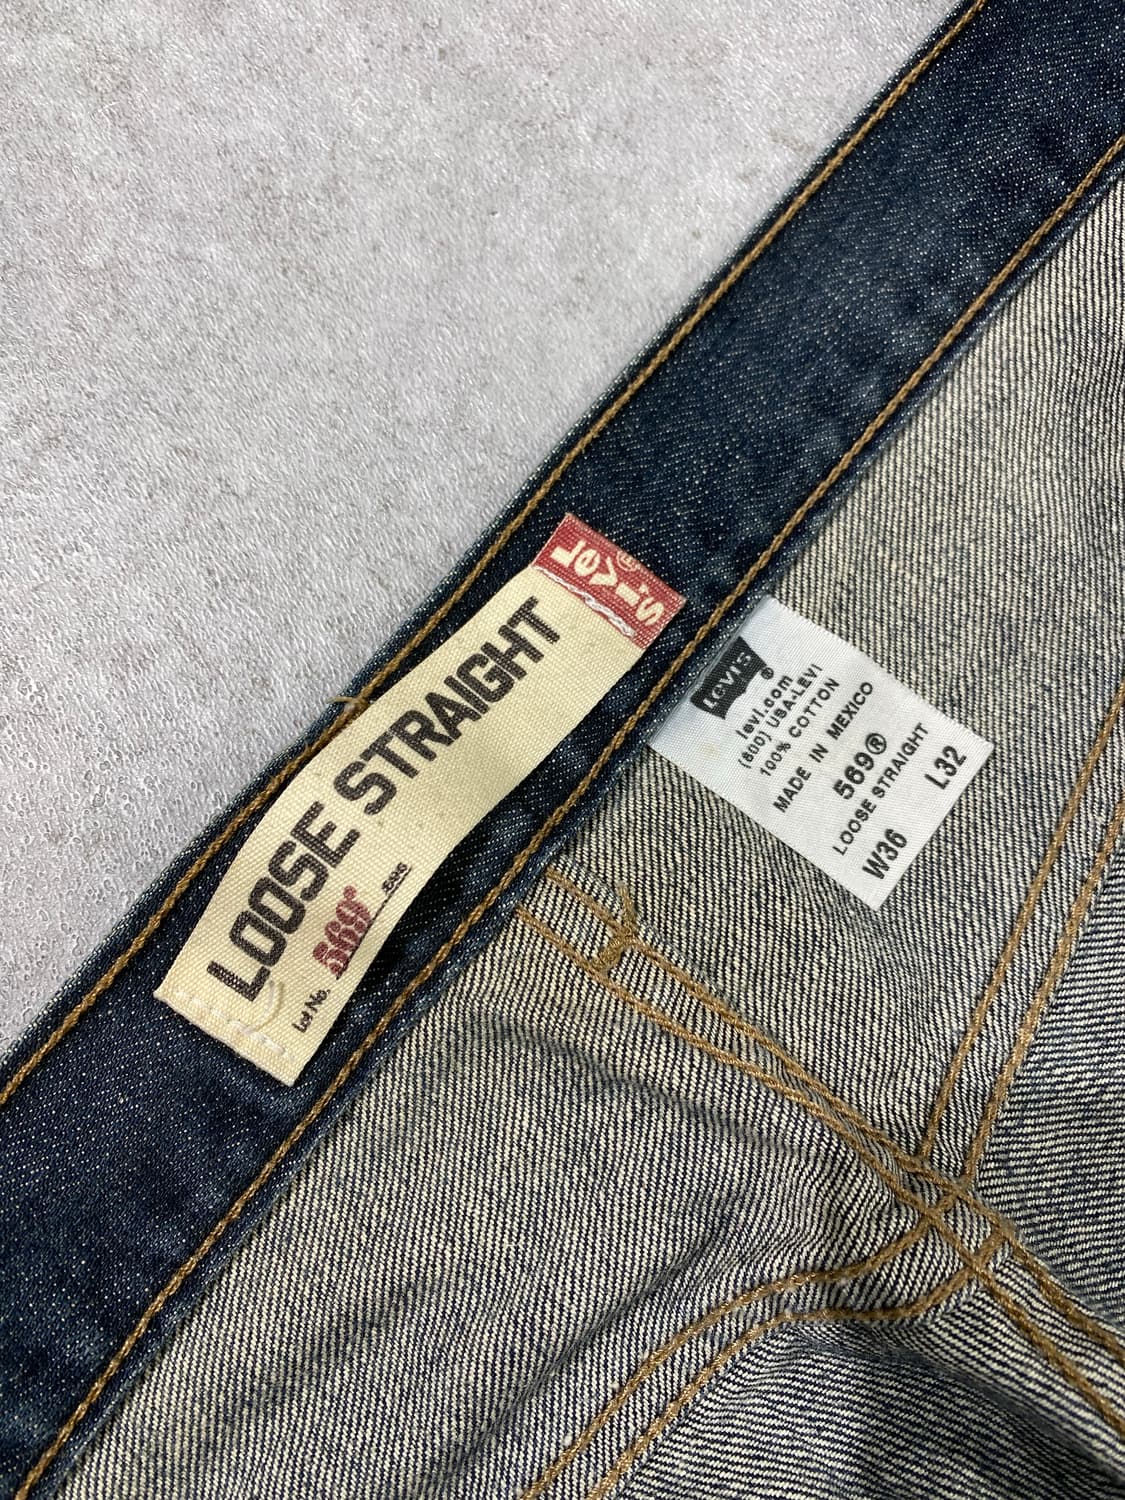 Levi's®
LOOSE STRAIGHT
Lot No. 569®
LEVI'S®
levi.com
(800) USA-LEVI
100% COTTON
MADE IN MEXICO
569®
LOOSE STRAIGHT
W36 L32